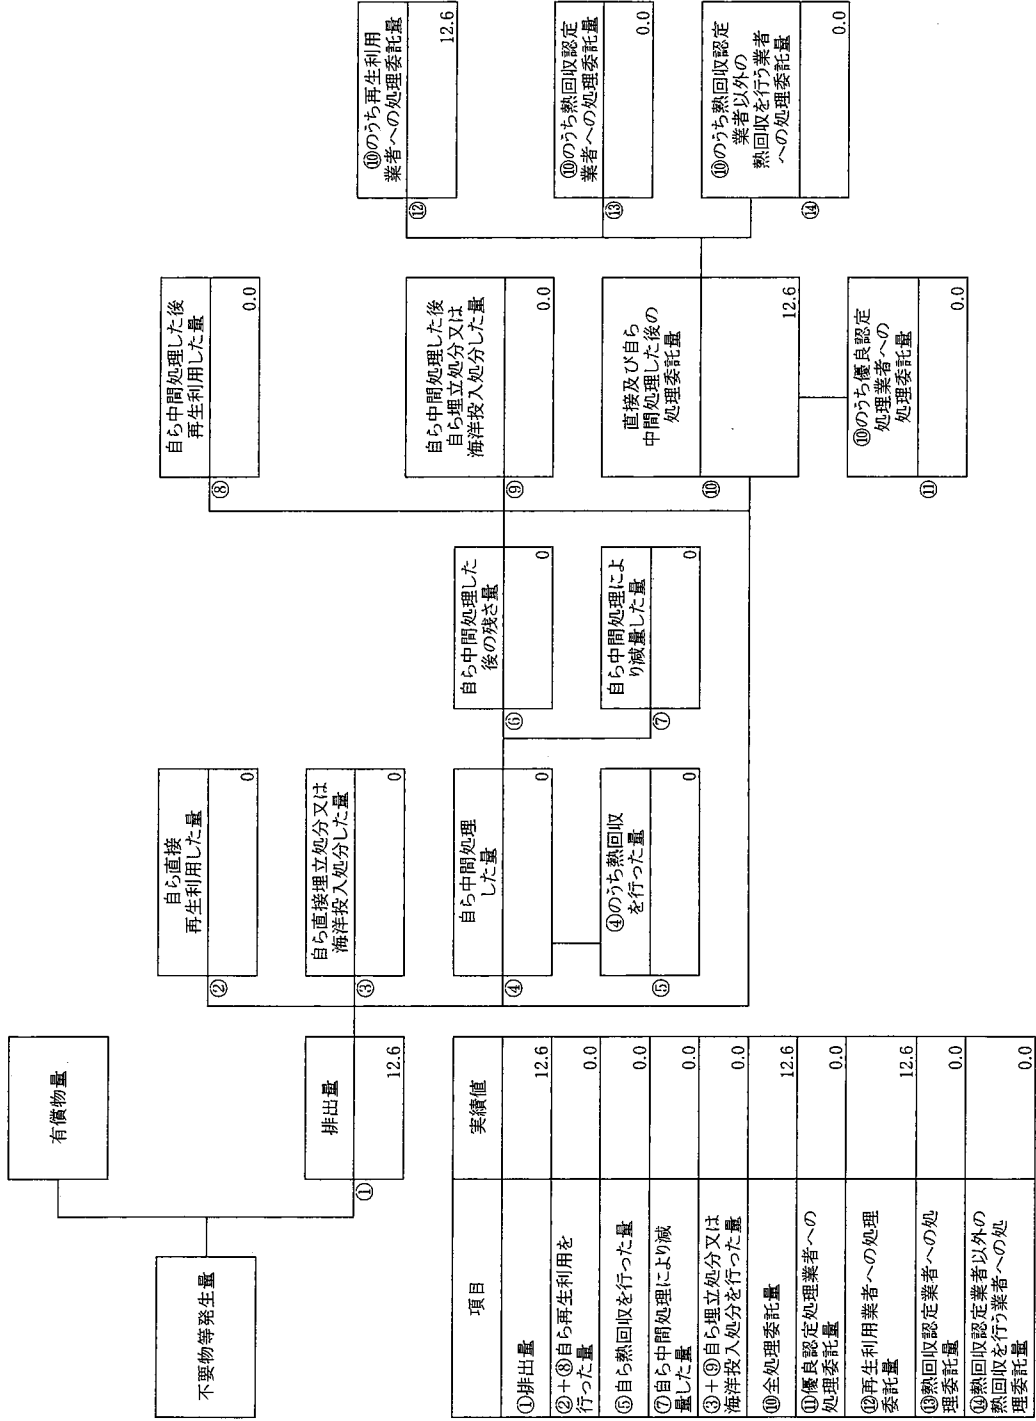 不要物等発生量
有償物量
排出量
①
12.6
自ら直接
再生利用した量
②
0
自ら直接埋立処分又は
海洋投入処分した量
③
0
自ら中間処理
した量
④
0
④のうち熱回収
を行った量
⑤
0
自ら中間処理した
後の残さ量
⑥
0
自ら中間処理によ
り減量した量
⑦
0
自ら中間処理した後
再生利用した量
⑧
0.0
自ら中間処理した後
自ら埋立処分又は
海洋投入処分した量
⑨
0.0
直接及び自ら
中間処理した後の
処理委託量
⑩
12.6
⑩のうち優良認定
処理業者への
処理委託量
⑪
0.0
⑩のうち再生利用
業者への処理委託量
⑫
12.6
⑩のうち熱回収認定
業者への処理委託量
⑬
0.0
⑩のうち熱回収認定
業者以外の
熱回収を行う業者
への処理委託量
⑭
0.0
項目 実績値
①排出量 12.6
②+⑧自ら再生利用を
行った量 0.0
⑤自ら熱回収を行った量 0.0
⑦自ら中間処理により減
量した量 0.0
③+⑨自ら埋立処分又は
海洋投入処分を行った量 0.0
⑩全処理委託量 12.6
⑪優良認定処理業者への
処理委託量 0.0
⑫再生利用業者への処理
委託量 12.6
⑬熱回収認定業者への処
理委託量 0.0
⑭熱回収認定業者以外の
熱回収を行う業者への処
理委託量 0.0